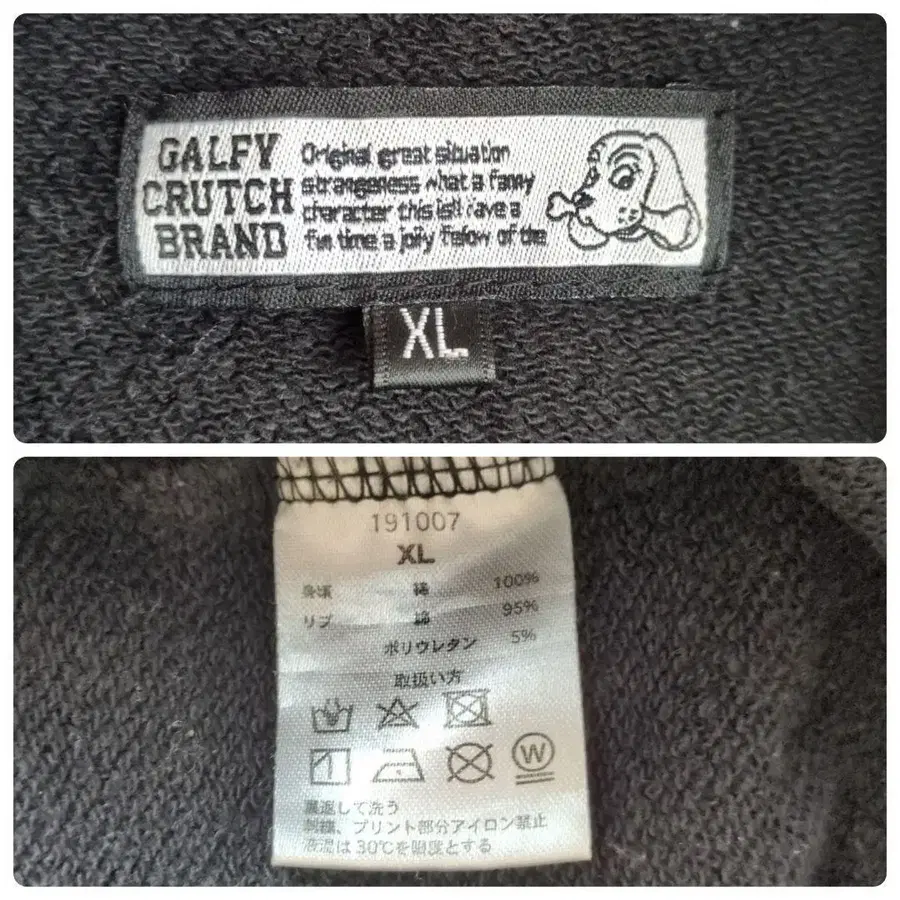 GALFY
CRUTCH
BRAND
Original great situation
strangeness what a fanny
character this is!! have a
fun time a jolly fellow of the
XL
191007
XL
身頃 綿 100%
リブ 綿 95%
ポリウレタン 5%
取扱い方
W
裏返して洗う
刺繍、プリント部分アイロン禁止
液温は30℃を限度とする